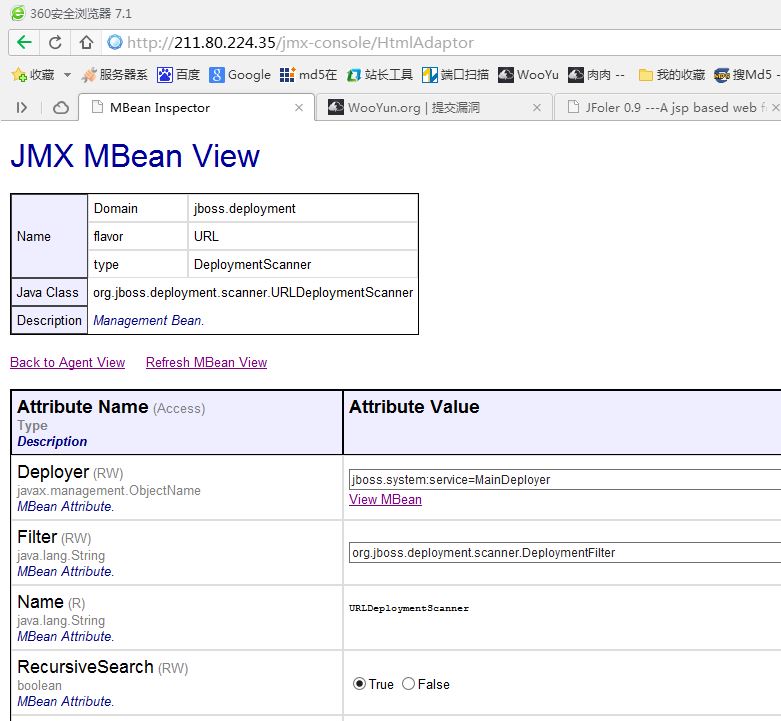 360安全浏览器 7.1
http://211.80.224.35/jmx-console/HtmlAdaptor
收藏 服务器系 百度 Google md5在 站长工具 端口扫描 WooYu 肉肉 -- 我的收藏 搜Md5 -
MBean Inspector WooYun.org | 提交漏洞 JFoler 0.9 ---A jsp based web f
JMX MBean View
Name
Domain jboss.deployment
flavor URL
type DeploymentScanner
Java Class org.jboss.deployment.scanner.URLDeploymentScanner
Description Management Bean.
Back to Agent View Refresh MBean View
Attribute Name (Access) Attribute Value
Type
Description
Deployer (RW)
javax.management.ObjectName
MBean Attribute.
jboss.system:service=MainDeployer
View MBean
Filter (RW)
java.lang.String
MBean Attribute.
org.jboss.deployment.scanner.DeploymentFilter
Name (R)
java.lang.String
MBean Attribute.
URLDeploymentScanner
RecursiveSearch (RW)
boolean
MBean Attribute.
True False